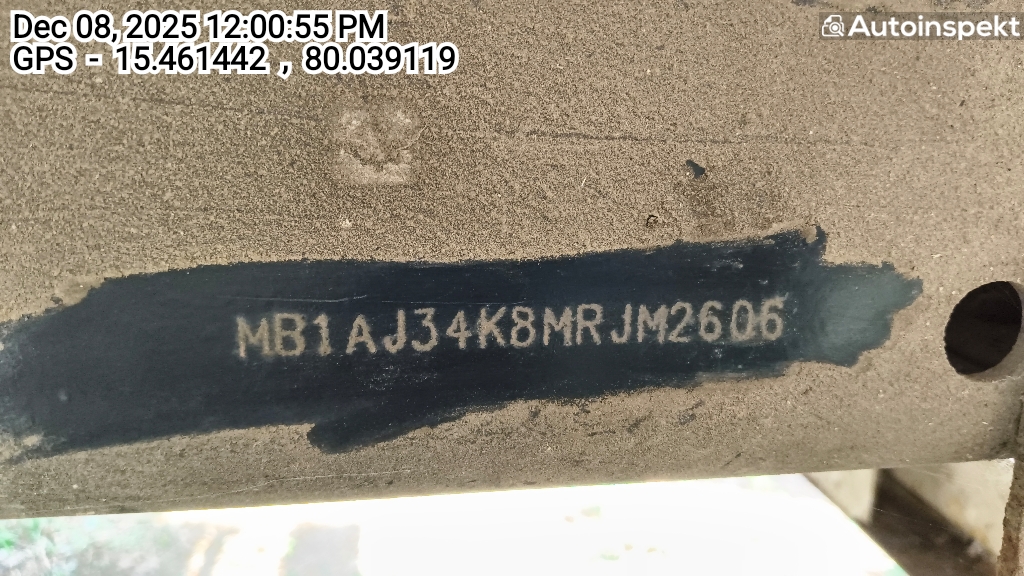 Dec 08, 2025 12:00:55 PM
GPS - 15.461442 , 80.039119
Autoinspekt
MB1AJ34K8MRJM2606